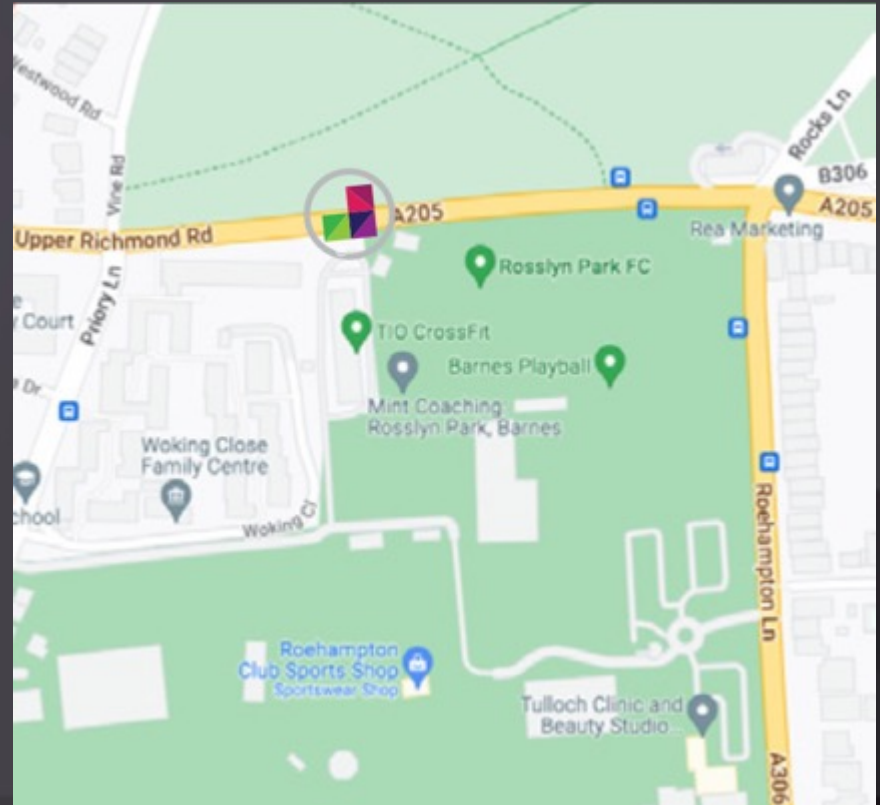 Westwood Rd
Vine Rd
Rocks Ln
B306
A205
A205
Rea Marketing
Upper Richmond Rd
Priory Ln
Court
Rosslyn Park FC
TIO CrossFit
Barnes Playball
Mint Coaching
Rosslyn Park, Barnes
Dr
Woking Close
Family Centre
Woking Cl
Roehampton Ln
Roehampton
Club Sports Shop
Sportswear Shop
Tulloch Clinic and
Beauty Studio...
A306